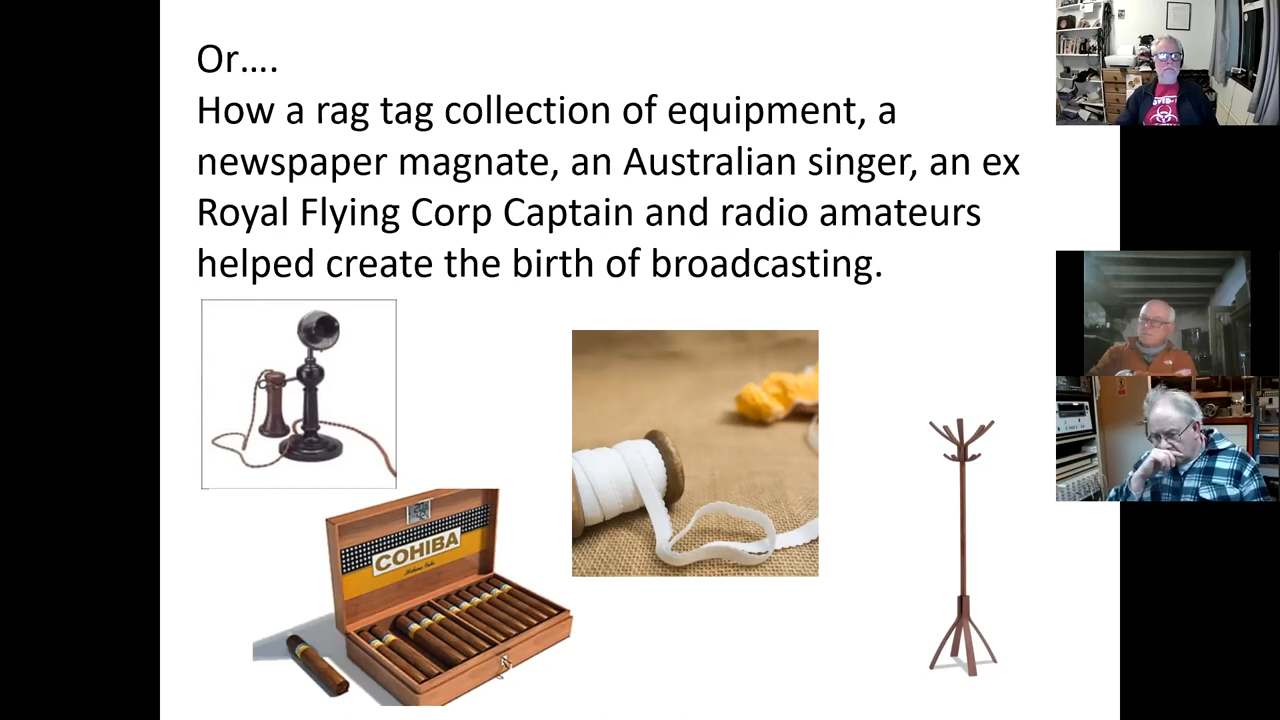 Or....
How a rag tag collection of equipment, a
newspaper magnate, an Australian singer, an ex
Royal Flying Corp Captain and radio amateurs
helped create the birth of broadcasting.
COHIBA